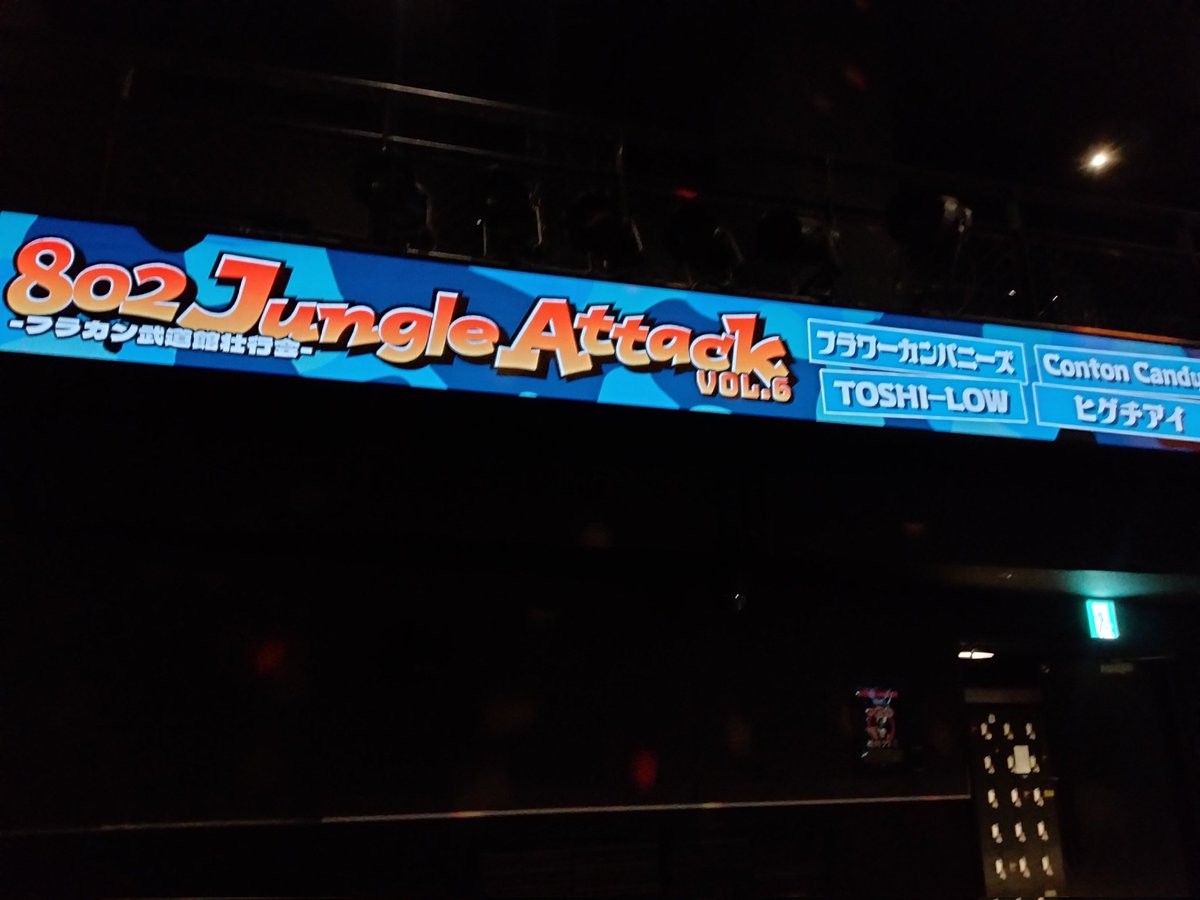 802 Jungle Attack
VOL.6
-フラカン武道館壮行会-
フラワーカンパニーズ
Conton Candy
TOSHI-LOW
ヒグチアイ